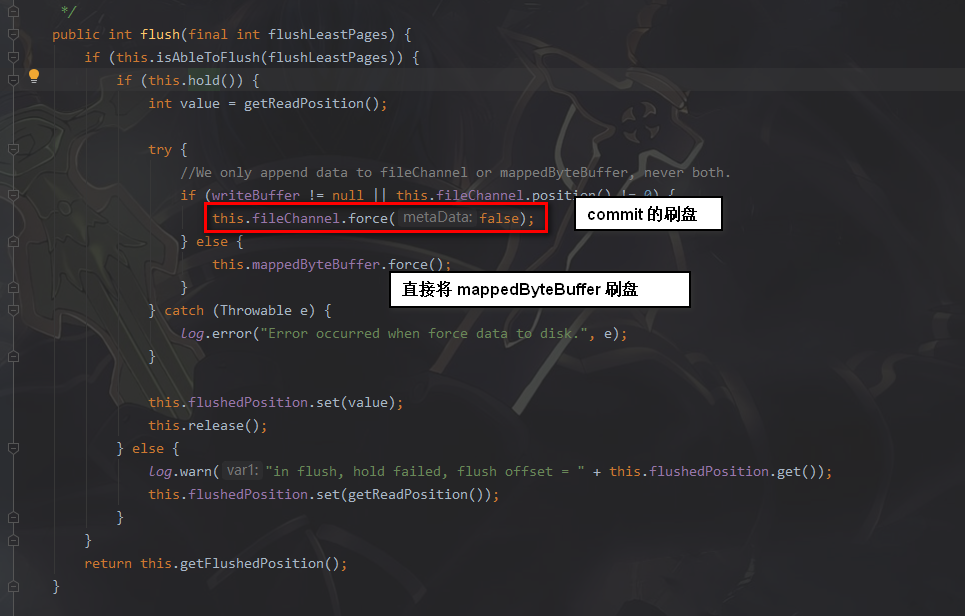 */
public int flush(final int flushLeastPages) {
if (this.isAbleToFlush(flushLeastPages)) {
if (this.hold()) {
int value = getReadPosition();
try {
//We only append data to fileChannel or mappedByteBuffer, never both.
if (writeBuffer != null || this.fileChannel.position() != 0) {
this.fileChannel.force( metaData: false);
commit 的刷盘
} else {
this.mappedByteBuffer.force();
直接将 mappedByteBuffer 刷盘
}
} catch (Throwable e) {
log.error("Error occurred when force data to disk.", e);
}
this.flushedPosition.set(value);
this.release();
} else {
log.warn( var1: "in flush, hold failed, flush offset = " + this.flushedPosition.get());
this.flushedPosition.set(getReadPosition());
}
}
return this.getFlushedPosition();
}